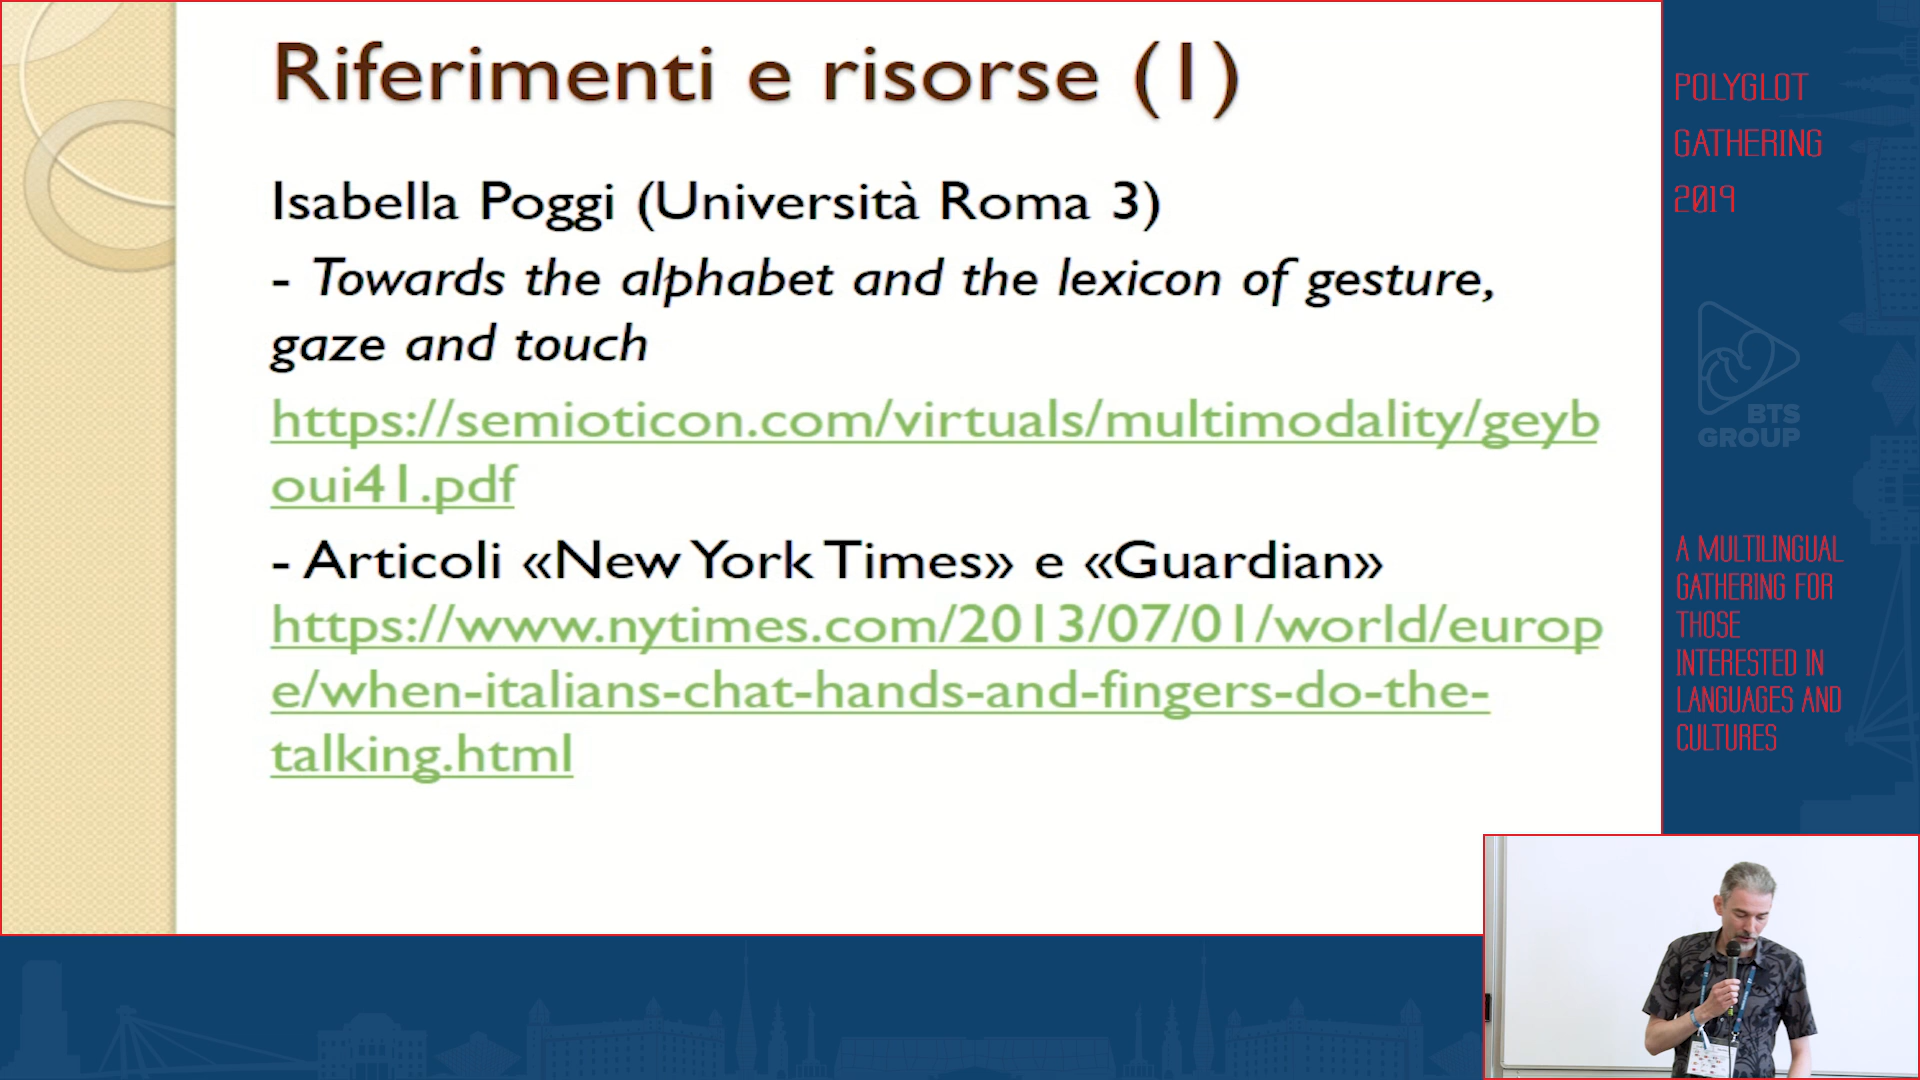 Riferimenti e risorse (1)
Isabella Poggi (Università Roma 3)
- Towards the alphabet and the lexicon of gesture,
gaze and touch
https://semioticon.com/virtuals/multimodality/geyb
oui41.pdf
- Articoli «New York Times» e «Guardian»
https://www.nytimes.com/2013/07/01/world/europ
e/when-italians-chat-hands-and-fingers-do-the-
talking.html
POLYGLOT
GATHERING
2019
BTS
GROUP
A MULTILINGUAL
GATHERING FOR
THOSE
INTERESTED IN
LANGUAGES AND
CULTURES